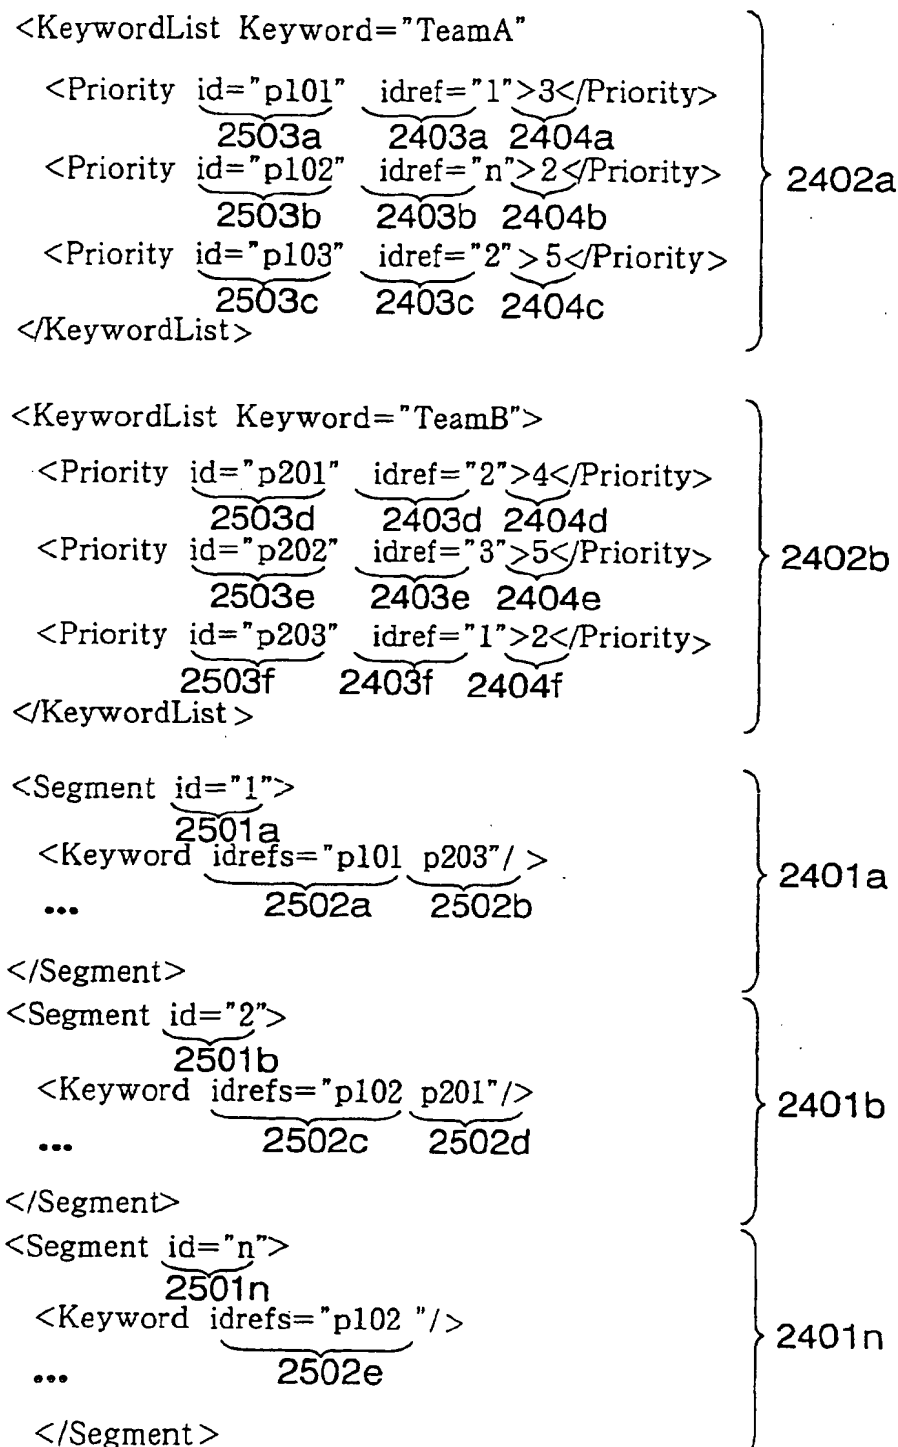 <KeywordList Keyword="TeamA"
<Priority id="p101" idref="1">3</Priority>
2503a 2403a 2404a
<Priority id="p102" idref="n">2</Priority>
2503b 2403b 2404b
<Priority id="p103" idref="2">5</Priority>
2503c 2403c 2404c
</KeywordList>
2402a
<KeywordList Keyword="TeamB">
<Priority id="p201" idref="2">4</Priority>
2503d 2403d 2404d
<Priority id="p202" idref="3">5</Priority>
2503e 2403e 2404e
<Priority id="p203" idref="1">2</Priority>
2503f 2403f 2404f
</KeywordList>
2402b
<Segment id="1">
2501a
<Keyword idrefs="p101 p203"/>
... 2502a 2502b
</Segment>
2401a
<Segment id="2">
2501b
<Keyword idrefs="p102 p201"/>
... 2502c 2502d
</Segment>
2401b
<Segment id="n">
2501n
<Keyword idrefs="p102 "/>
... 2502e
</Segment>
2401n